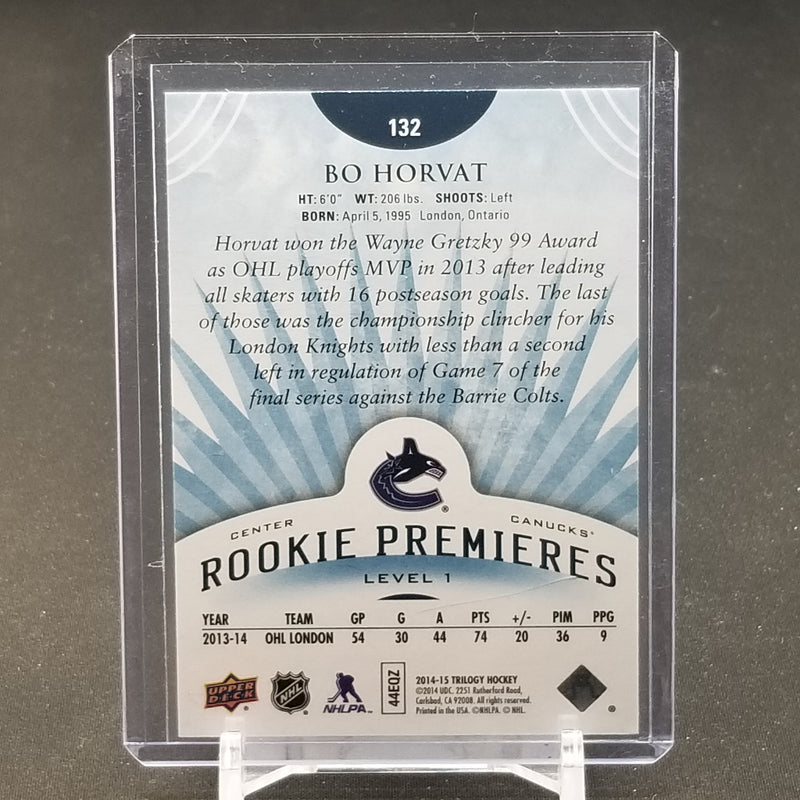 132
BO HORVAT
HT: 6'0" WT: 206 lbs. SHOOTS: Left
BORN: April 5, 1995 London, Ontario
Horvat won the Wayne Gretzky 99 Award
as OHL playoffs MVP in 2013 after leading
all skaters with 16 postseason goals. The last
of those was the championship clincher for his
London Knights with less than a second
left in regulation of Game 7 of the
final series against the Barrie Colts.
®
CENTER CANUCKS®
ROOKIE PREMIERES
LEVEL 1
YEAR TEAM GP G A PTS +/- PIM PPG
2013-14 OHL LONDON 54 30 44 74 20 36 9
UPPER DECK ® NHL ® NHLPA™ 44EQZ
2014-15 TRILOGY HOCKEY
©2014 UDC. 2251 Rutherford Road,
Carlsbad, CA 92008. All rights reserved.
Printed in the USA. ©NHLPA. © NHL.
®